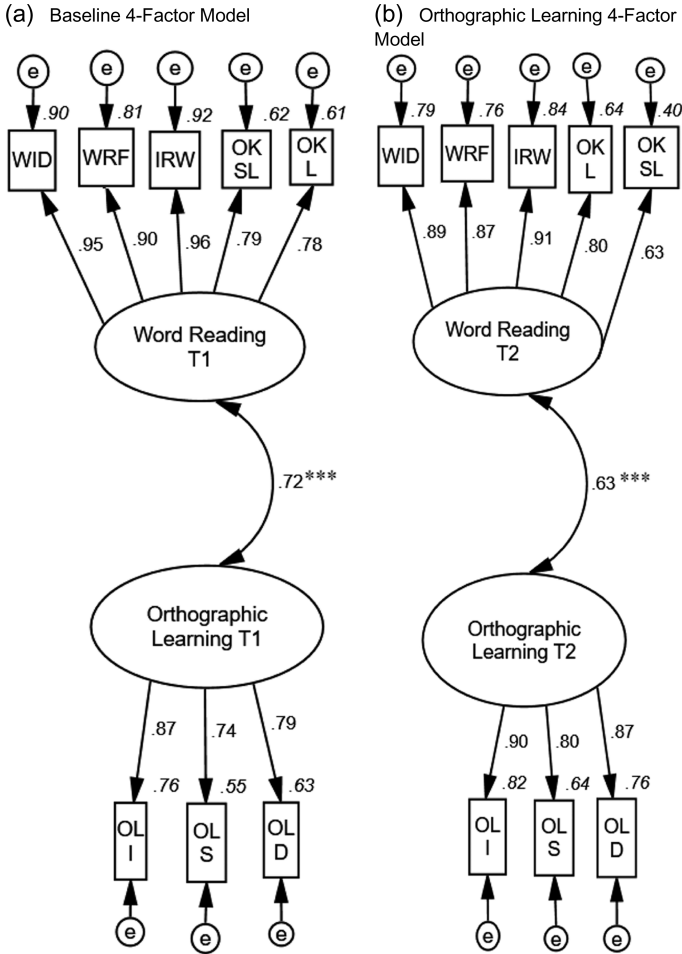 (a) Baseline 4-Factor Model
e e e e e
.90 .81 .92 .62 .61
WID WRF IRW OK SL OK L
.95 .90 .96 .79 .78
Word Reading
T1
.72***
Orthographic
Learning T1
.87 .74 .79
.76 .55 .63
OL I OL S OL D
e e e
(b) Orthographic Learning 4-Factor
Model
e e e e e
.79 .76 .84 .64 .40
WID WRF IRW OK L OK SL
.89 .87 .91 .80 .63
Word Reading
T2
.63 ***
Orthographic
Learning T2
.90 .80 .87
.82 .64 .76
OL I OL S OL D
e e e